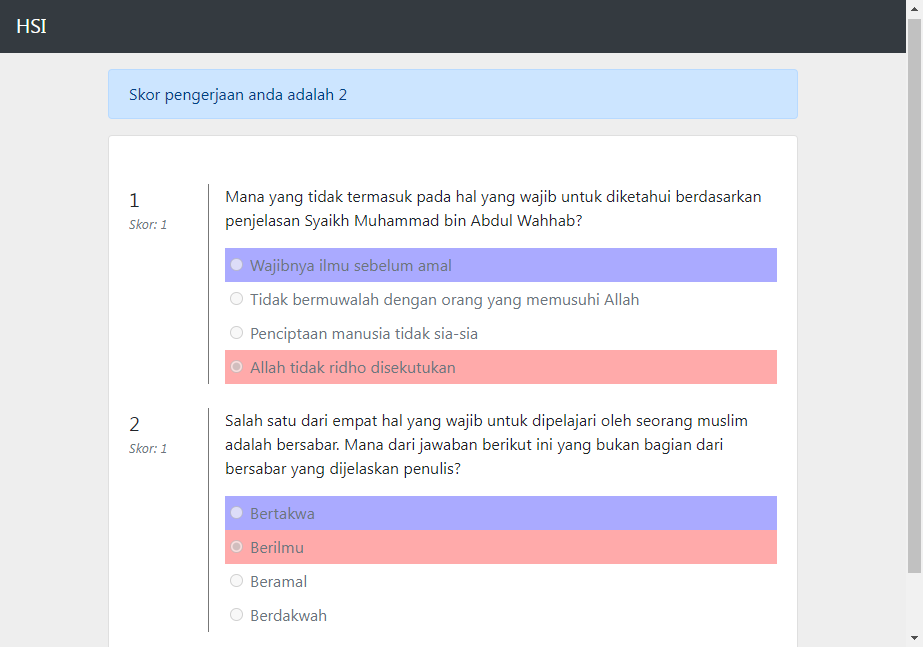 HSI
Skor pengerjaan anda adalah 2
1
Skor: 1
Mana yang tidak termasuk pada hal yang wajib untuk diketahui berdasarkan
penjelasan Syaikh Muhammad bin Abdul Wahhab?
Wajibnya ilmu sebelum amal
Tidak bermuwalah dengan orang yang memusuhi Allah
Penciptaan manusia tidak sia-sia
Allah tidak ridho disekutukan
2
Skor: 1
Salah satu dari empat hal yang wajib untuk dipelajari oleh seorang muslim
adalah bersabar. Mana dari jawaban berikut ini yang bukan bagian dari
bersabar yang dijelaskan penulis?
Bertakwa
Berilmu
Beramal
Berdakwah